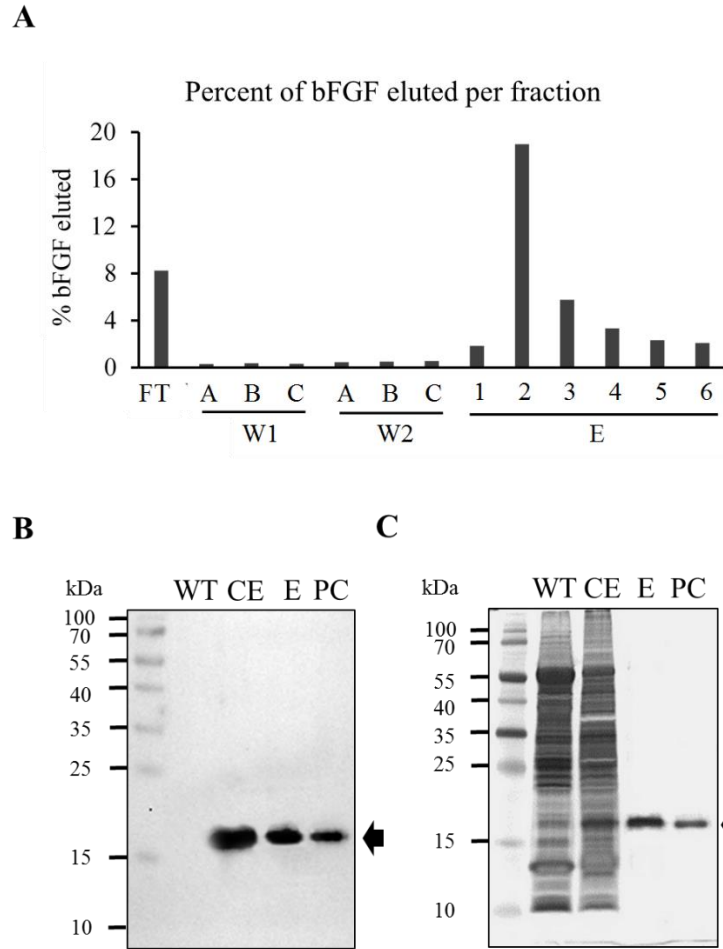 A
Percent of bFGF eluted per fraction
% bFGF eluted
20
16
12
8
4
0
FT A B C A B C 1 2 3 4 5 6
W1 W2 E
B
kDa WT CE E PC
100
70
55
40
35
25
15
10
C
kDa WT CE E PC
100
70
55
40
35
25
15
10